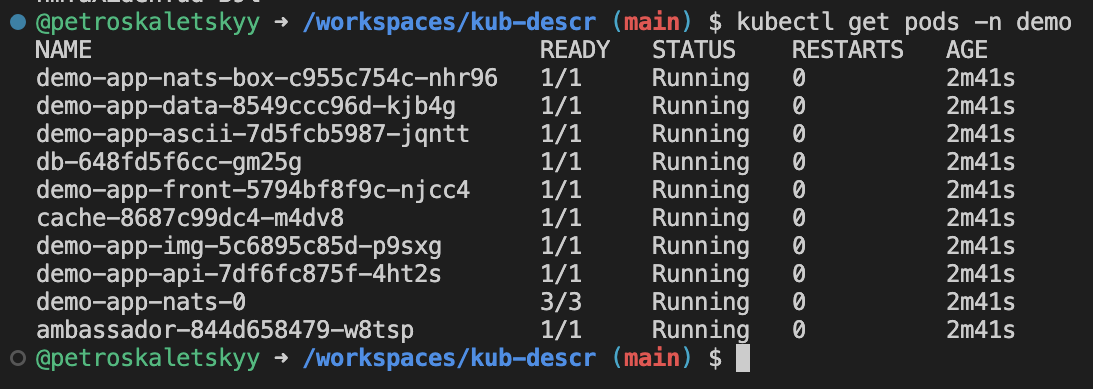 @petroskaletskyy → /workspaces/kub-descr (main) $ kubectl get pods -n demo
NAME READY STATUS RESTARTS AGE
demo-app-nats-box-c955c754c-nhr96 1/1 Running 0 2m41s
demo-app-data-8549ccc96d-kjb4g 1/1 Running 0 2m41s
demo-app-ascii-7d5fcb5987-jqntt 1/1 Running 0 2m41s
db-648fd5f6cc-gm25g 1/1 Running 0 2m41s
demo-app-front-5794bf8f9c-njcc4 1/1 Running 0 2m41s
cache-8687c99dc4-m4dv8 1/1 Running 0 2m41s
demo-app-img-5c6895c85d-p9sxg 1/1 Running 0 2m41s
demo-app-api-7df6fc875f-4ht2s 1/1 Running 0 2m41s
demo-app-nats-0 3/3 Running 0 2m41s
ambassador-844d658479-w8tsp 1/1 Running 0 2m41s
@petroskaletskyy → /workspaces/kub-descr (main) $